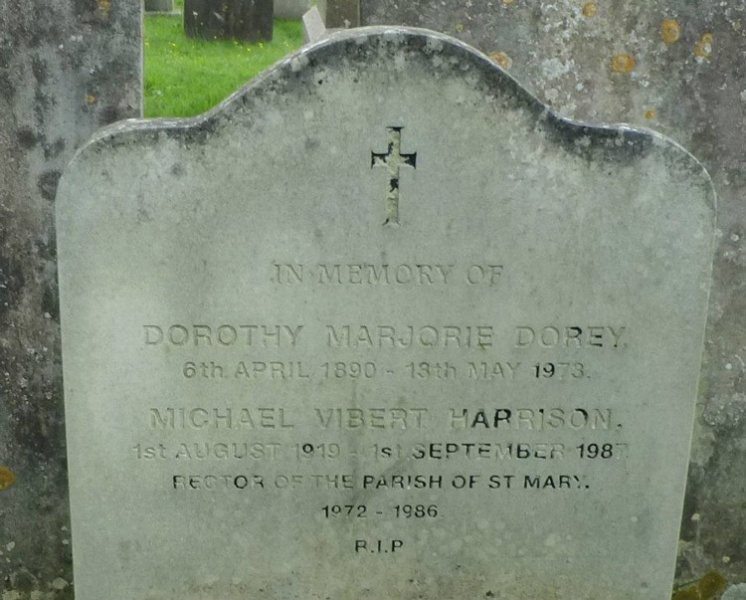 IN MEMORY OF
DOROTHY MARJORIE DOREY.
6th APRIL 1890 - 13th MAY 1973.
MICHAEL VIBERT HARRISON.
1st AUGUST 1919 - 1st SEPTEMBER 1987
RECTOR OF THE PARISH OF ST MARY.
1972 - 1986
R.I.P